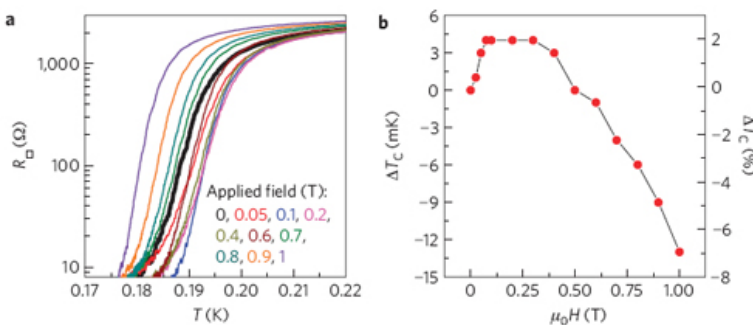 a
1,000
100
10
R□ (Ω)
Applied field (T):
0, 0.05, 0.1, 0.2,
0.4, 0.6, 0.7,
0.8, 0.9, 1
0.17 0.18 0.19 0.20 0.21 0.22
T (K)
b
6
3
0
−3
−6
−9
−12
−15
ΔTC (mK)
2
0
−2
−4
−6
−8
ΔTC (%)
0 0.25 0.50 0.75 1.00
μ0H (T)